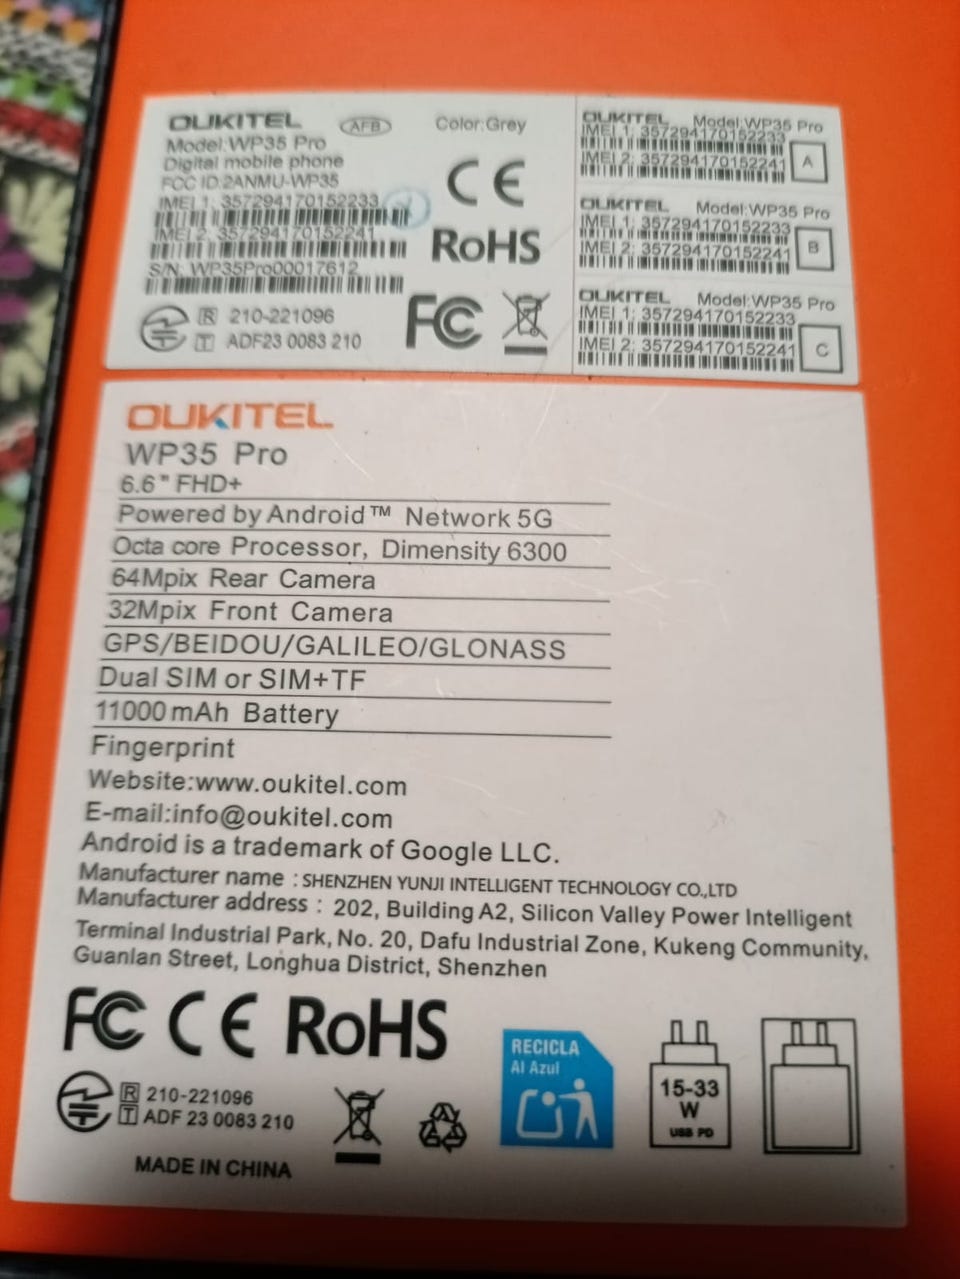 OUKITEL AFB Color:Grey
Model:WP35 Pro
Digital mobile phone
FCC ID:2ANMU-WP35
IMEI 1: 357294170152233
IMEI 2: 357294170152241
S/N: WP35Pro00017612
CE
RoHS
FC
R 210-221096
T ADF23 0083 210
OUKITEL Model:WP35 Pro
IMEI 1: 357294170152233
IMEI 2: 357294170152241
A
OUKITEL Model:WP35 Pro
IMEI 1: 357294170152233
IMEI 2: 357294170152241
B
OUKITEL Model:WP35 Pro
IMEI 1: 357294170152233
IMEI 2: 357294170152241
C
OUKITEL
WP35 Pro
6.6" FHD+
Powered by Android™ Network 5G
Octa core Processor, Dimensity 6300
64Mpix Rear Camera
32Mpix Front Camera
GPS/BEIDOU/GALILEO/GLONASS
Dual SIM or SIM+TF
11000 mAh Battery
Fingerprint
Website:www.oukitel.com
E-mail:info@oukitel.com
Android is a trademark of Google LLC.
Manufacturer name : SHENZHEN YUNJI INTELLIGENT TECHNOLOGY CO.,LTD
Manufacturer address : 202, Building A2, Silicon Valley Power Intelligent
Terminal Industrial Park, No. 20, Dafu Industrial Zone, Kukeng Community,
Guanlan Street, Longhua District, Shenzhen
FC CE RoHS
R 210-221096
T ADF 23 0083 210
MADE IN CHINA
RECICLA
Al Azul
15-33
W
USB PD